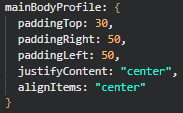 mainBodyProfile: {
paddingTop: 30,
paddingRight: 50,
paddingLeft: 50,
justifyContent: "center",
alignItems: "center"
}